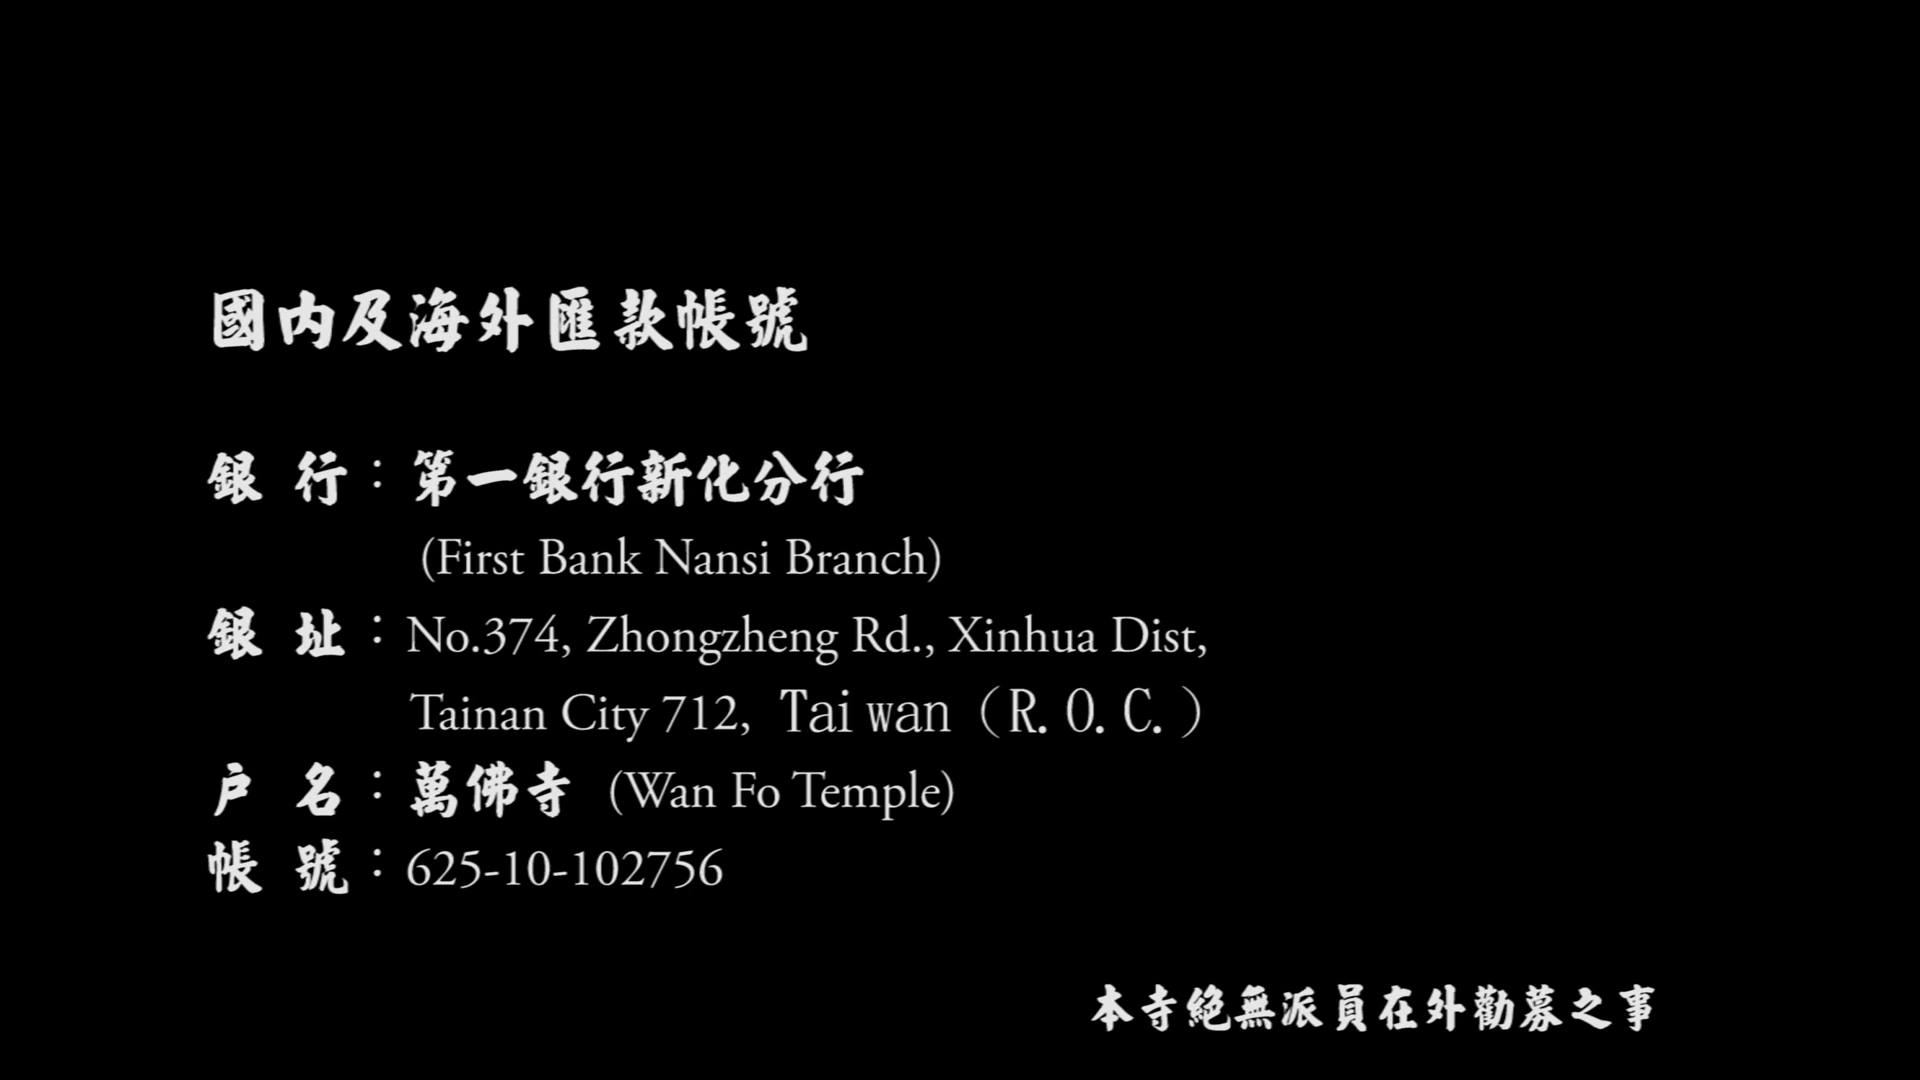 國內及海外匯款帳號
銀 行：第一銀行新化分行
(First Bank Nansi Branch)
銀 址：No.374, Zhongzheng Rd., Xinhua Dist,
Tainan City 712, Taiwan（R.O.C.）
戶 名：萬佛寺 (Wan Fo Temple)
帳 號：625-10-102756
本寺絕無派員在外勸募之事